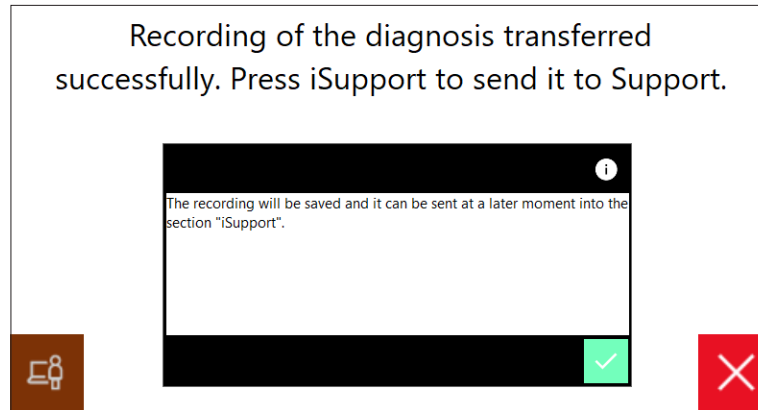 Recording of the diagnosis transferred
successfully. Press iSupport to send it to Support.
The recording will be saved and it can be sent at a later moment into the
section "iSupport".